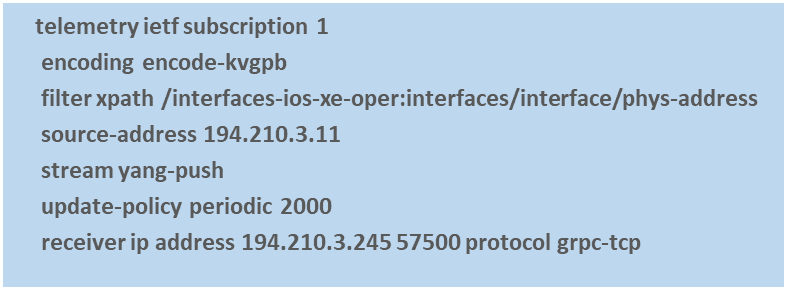 telemetry ietf subscription 1
encoding encode-kvgpb
filter xpath /interfaces-ios-xe-oper:interfaces/interface/phys-address
source-address 194.210.3.11
stream yang-push
update-policy periodic 2000
receiver ip address 194.210.3.245 57500 protocol grpc-tcp